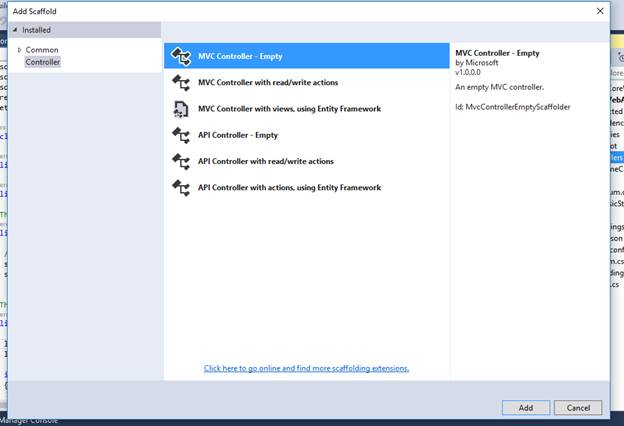 Add Scaffold
Installed
Common
Controller
MVC Controller - Empty
MVC Controller with read/write actions
MVC Controller with views, using Entity Framework
API Controller - Empty
API Controller with read/write actions
API Controller with actions, using Entity Framework
Click here to go online and find more scaffolding extensions.
MVC Controller - Empty
by Microsoft
v1.0.0.0
An empty MVC controller.
Id: MvcControllerEmptyScaffolder
Add
Cancel
Manager Console